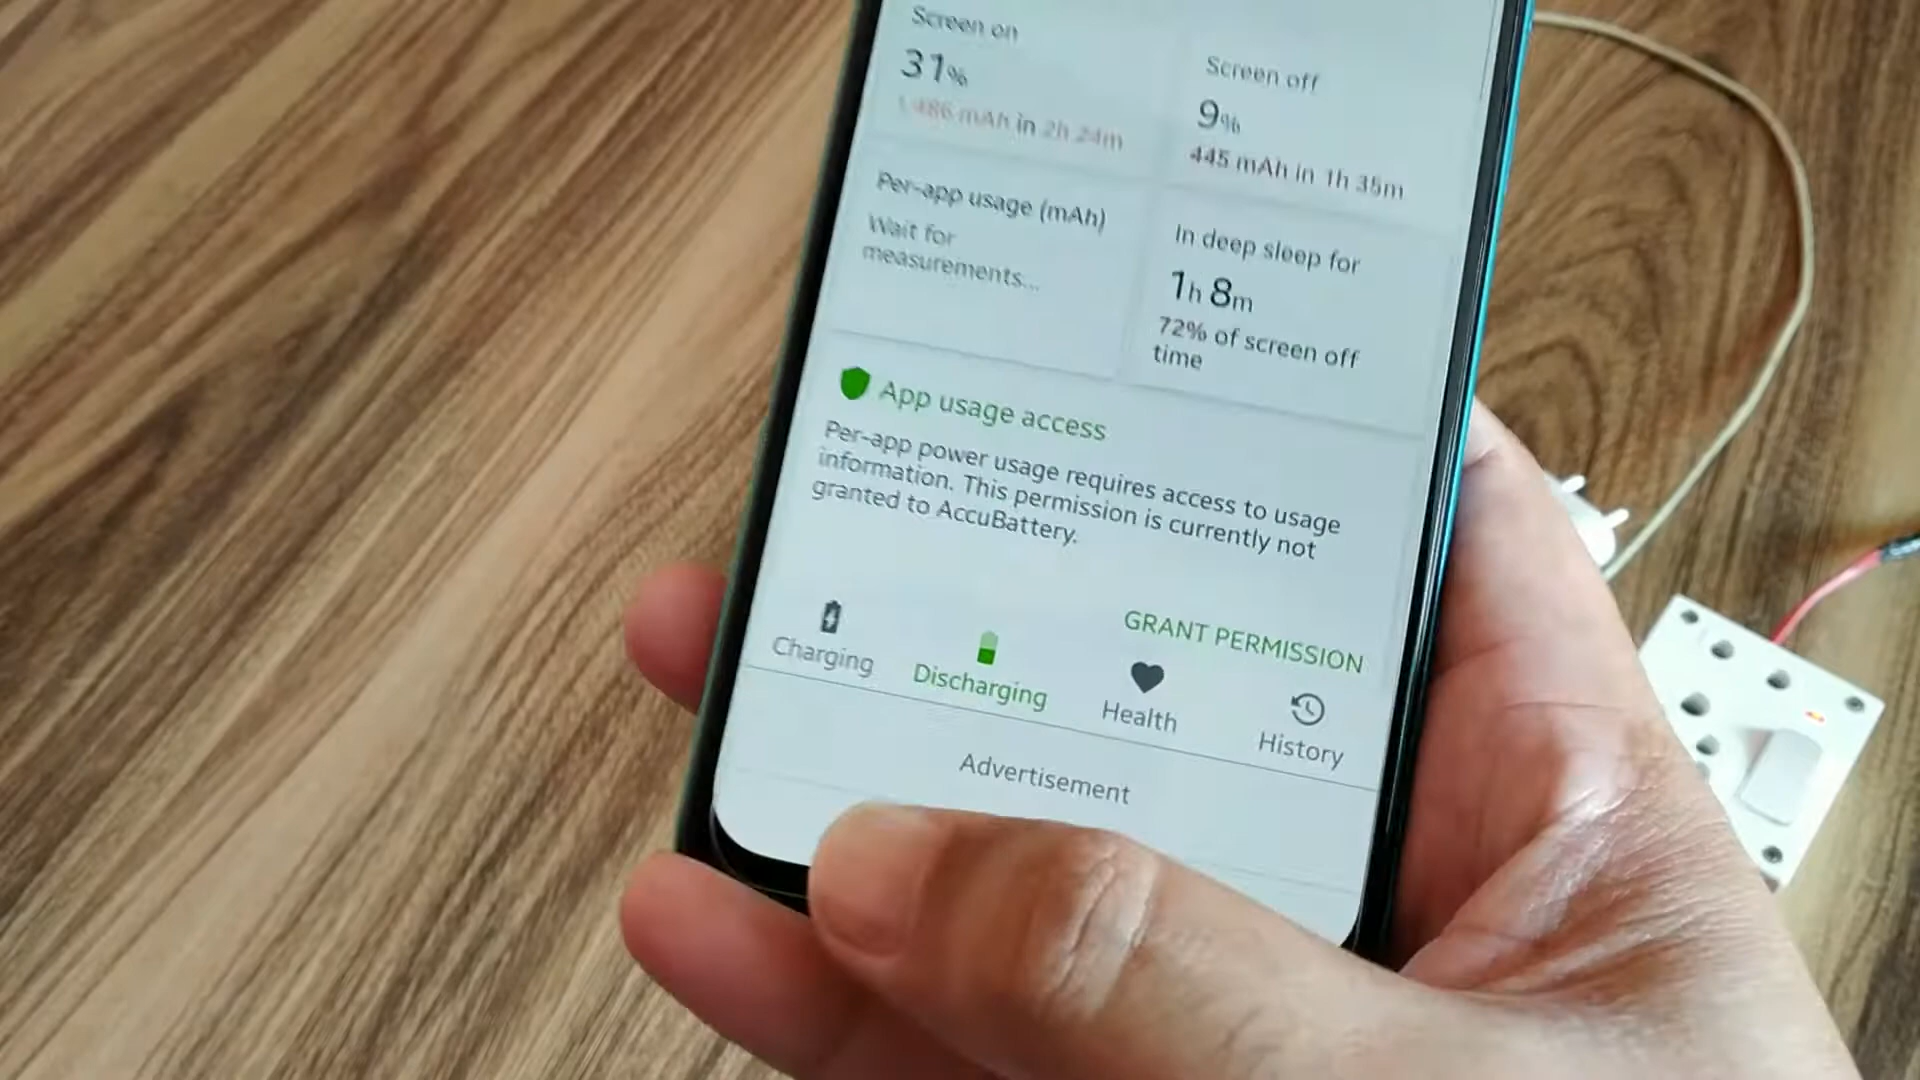 Screen on
31%
1 486 mAh in 2h 24m
Screen off
9%
445 mAh in 1h 35m
Per-app usage (mAh)
Wait for
measurements...
In deep sleep for
1h 8m
72% of screen off
time
App usage access
Per-app power usage requires access to usage
information. This permission is currently not
granted to AccuBattery.
GRANT PERMISSION
Charging
Discharging
Health
History
Advertisement